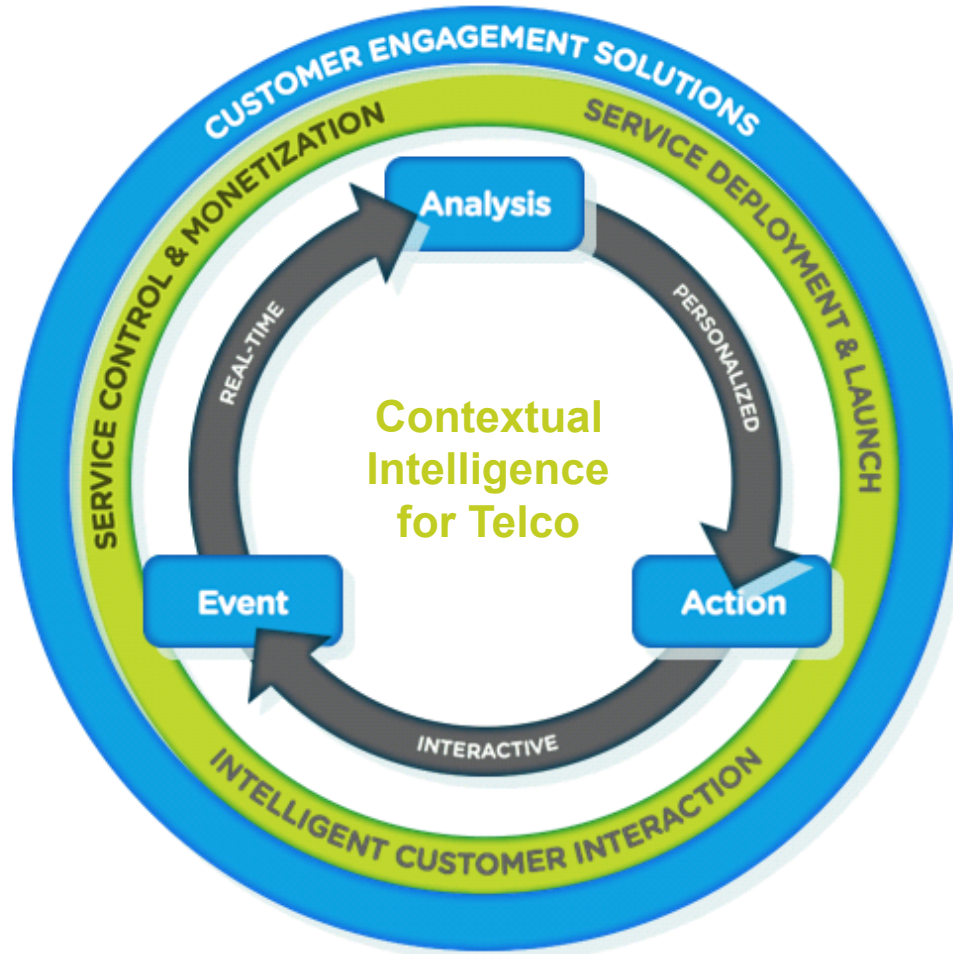 CUSTOMER ENGAGEMENT SOLUTIONS
SERVICE CONTROL & MONETIZATION
SERVICE DEPLOYMENT & LAUNCH
Analysis
REAL-TIME
PERSONALIZED
Contextual
Intelligence
for Telco
Event
Action
INTERACTIVE
INTELLIGENT CUSTOMER INTERACTION